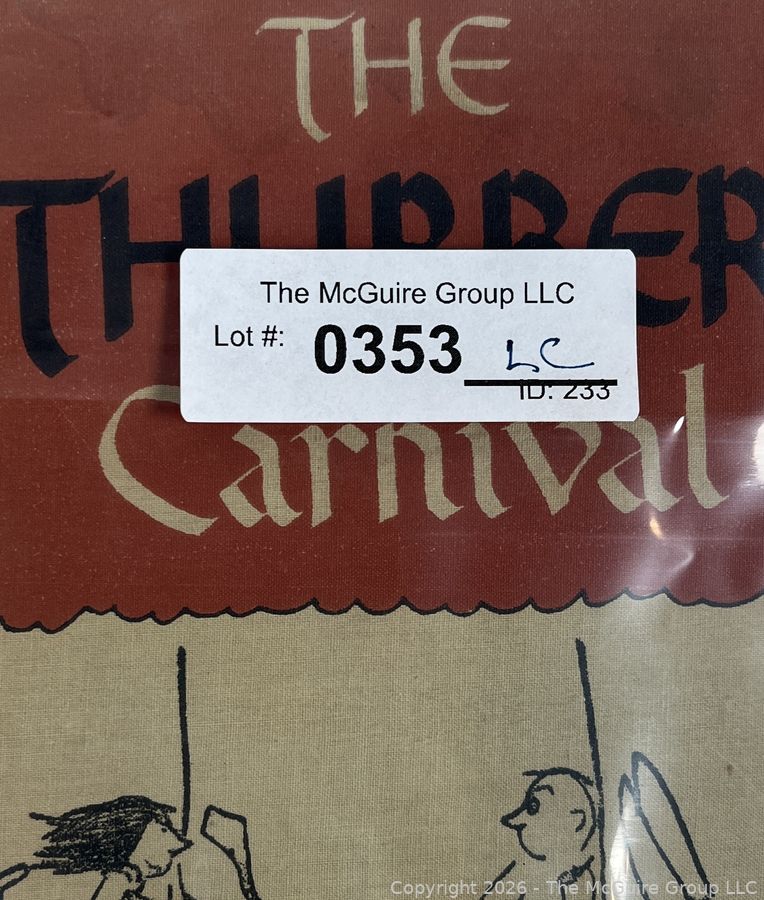 THE
THURBER
The McGuire Group LLC
Lot #: 0353 LC
ID: 233
Carnival
Copyright 2026 - The McGuire Group LLC